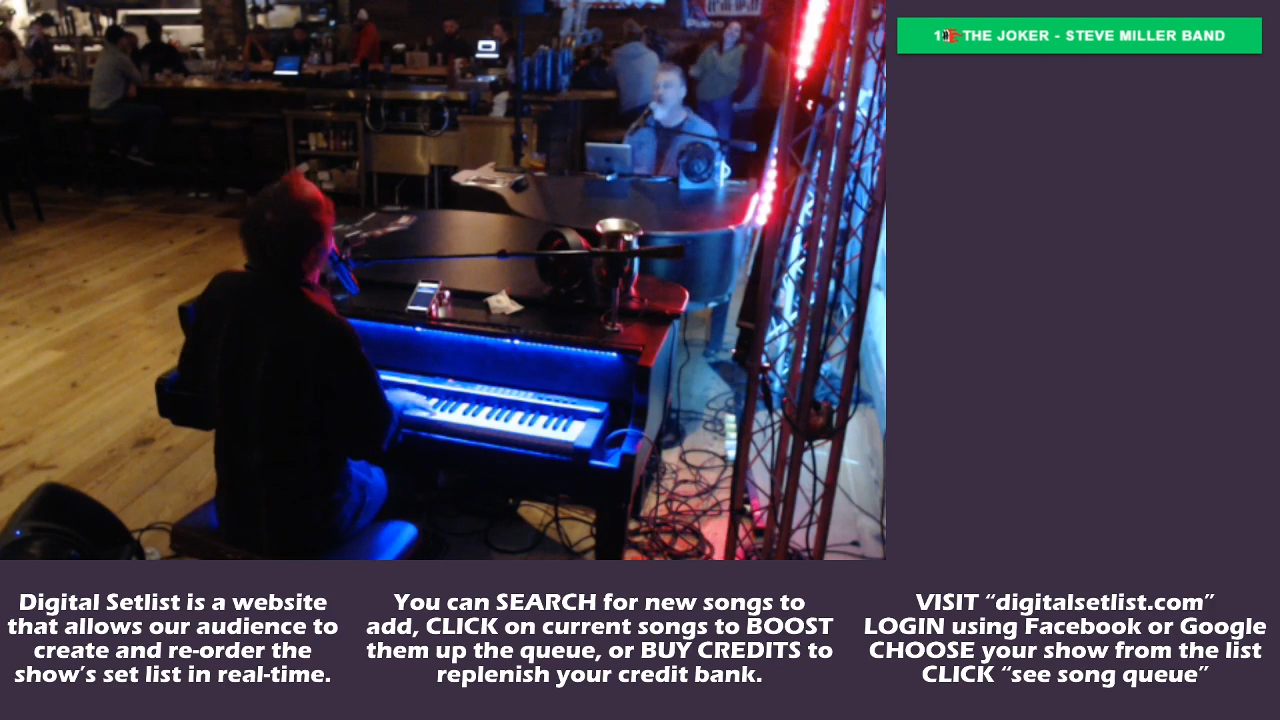 THE JOKER - STEVE MILLER BAND
Piano
Digital Setlist is a website
that allows our audience to
create and re-order the
show's set list in real-time.
You can SEARCH for new songs to
add, CLICK on current songs to BOOST
them up the queue, or BUY CREDITS to
replenish your credit bank.
VISIT “digitalsetlist.com”
LOGIN using Facebook or Google
CHOOSE your show from the list
CLICK “see song queue”